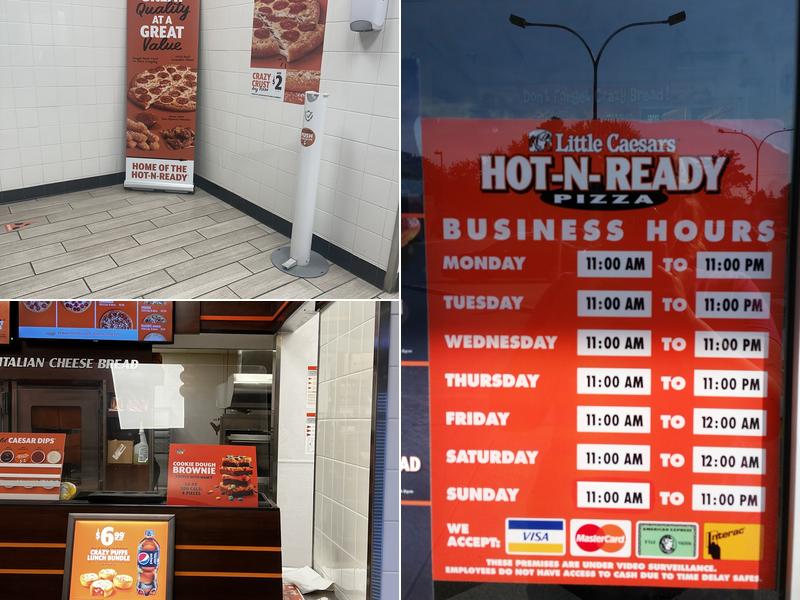 Quality
AT A
GREAT
Value
HOME OF THE
HOT-N-READY
CRAZY
CRUST
$2
PUSH
Don't Forget Crazy Bread!
Little Caesars
HOT-N-READY
PIZZA
BUSINESS HOURS
MONDAY 11:00 AM TO 11:00 PM
TUESDAY 11:00 AM TO 11:00 PM
WEDNESDAY 11:00 AM TO 11:00 PM
THURSDAY 11:00 AM TO 11:00 PM
FRIDAY 11:00 AM TO 12:00 AM
SATURDAY 11:00 AM TO 12:00 AM
SUNDAY 11:00 AM TO 11:00 PM
WE
ACCEPT:
VISA
MasterCard
AMERICAN EXPRESS
Interac
THESE PREMISES ARE UNDER VIDEO SURVEILLANCE.
EMPLOYEES DO NOT HAVE ACCESS TO CASH DUE TO TIME DELAY SAFES.
AD
ITALIAN CHEESE BREAD
CAESAR DIPS
COOKIE DOUGH
BROWNIE
$6.99
CRAZY PUFFS
LUNCH BUNDLE